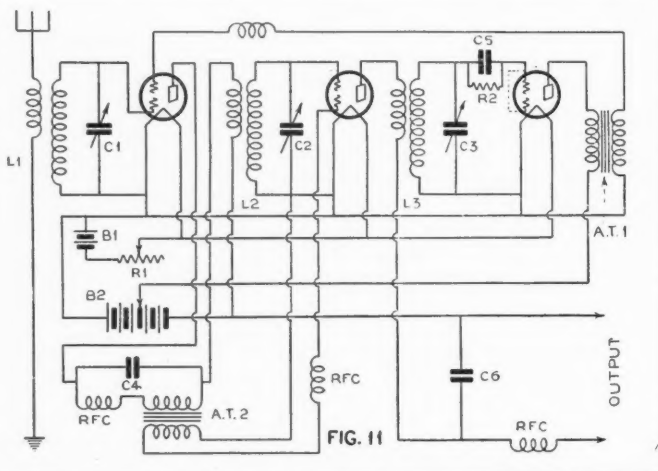 C5
R2
C1
C2
C3
L1
L2
L3
A.T.1
B1
R1
B2
C4
RFC
A.T.2
RFC
C6
OUTPUT
RFC
FIG. 11